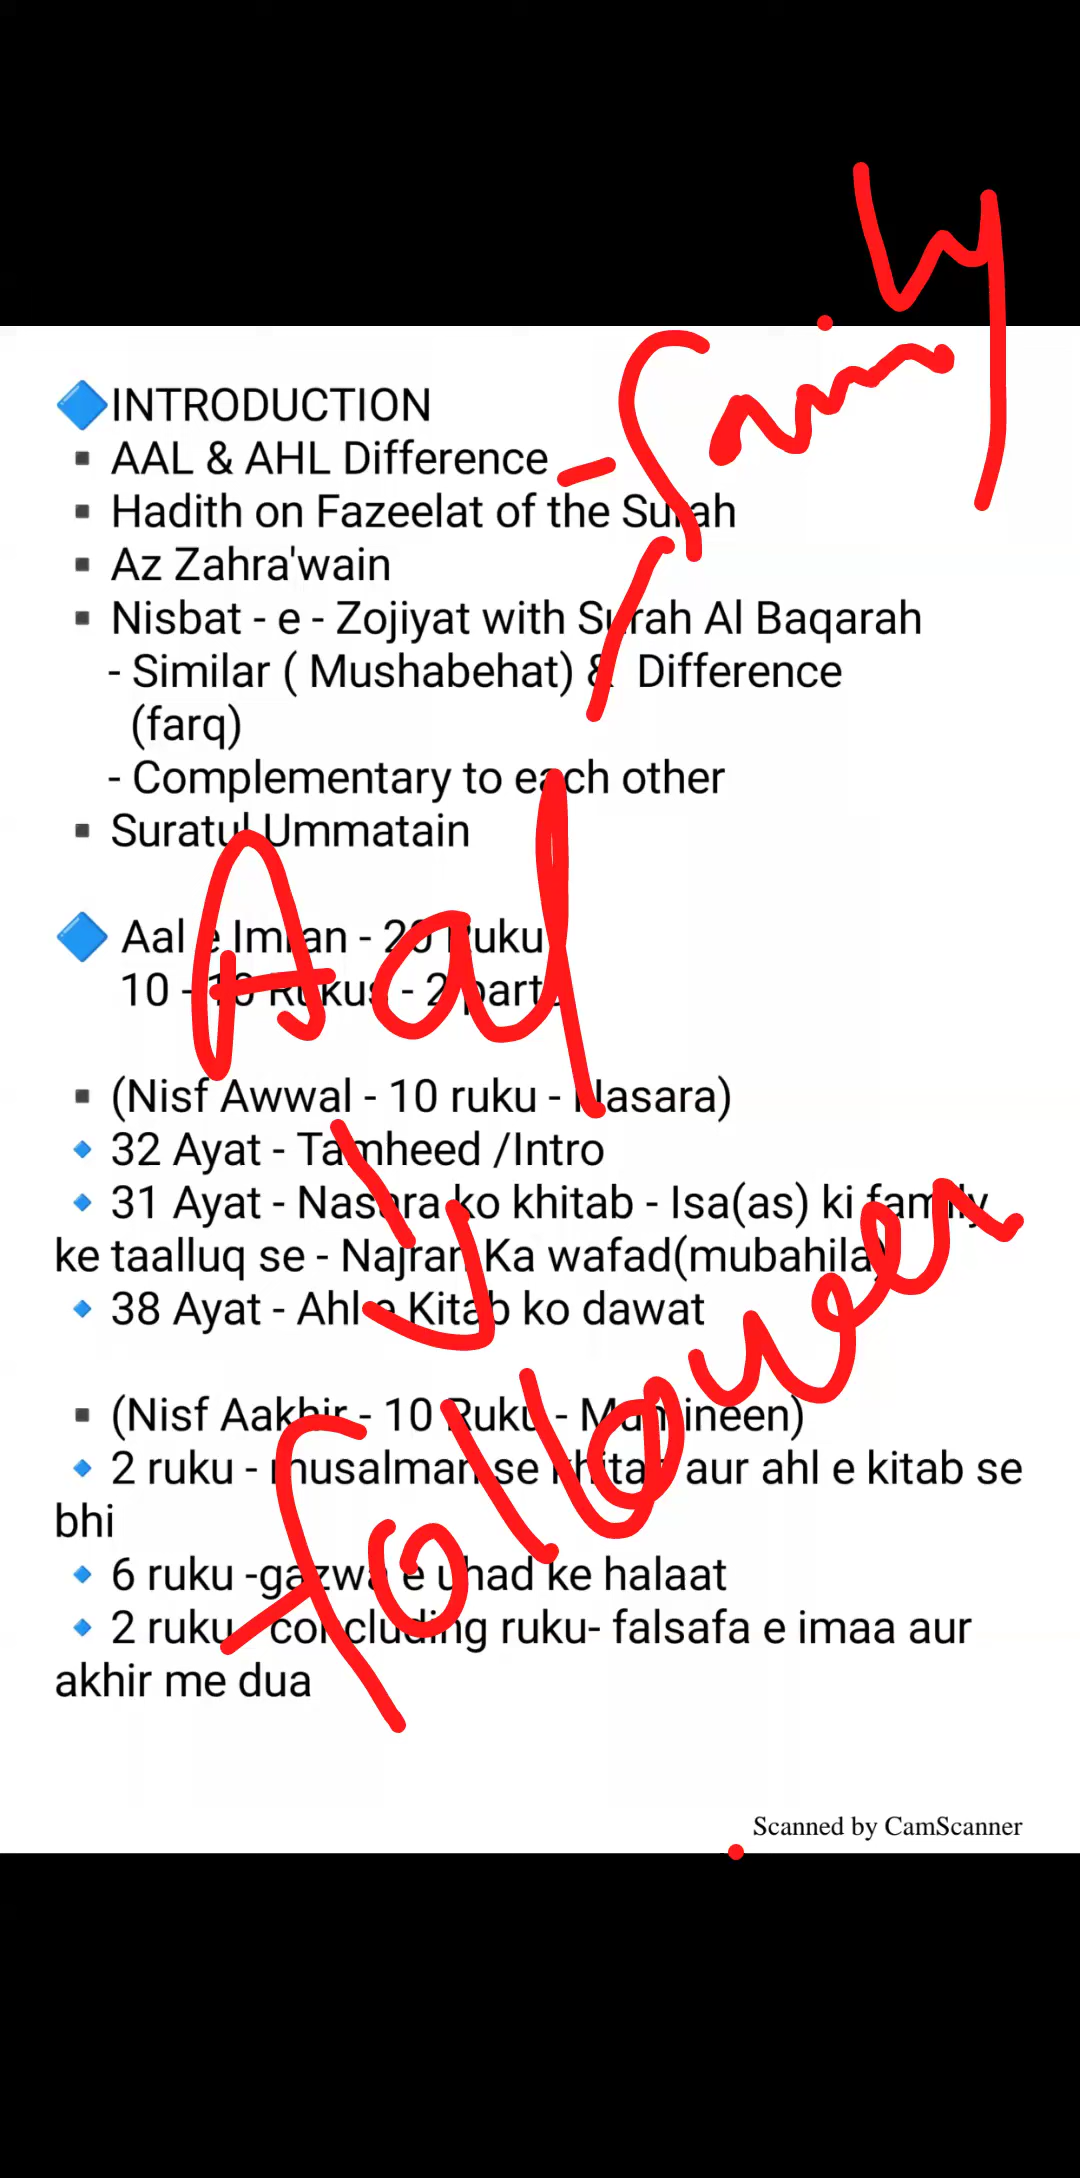 INTRODUCTION
AAL & AHL Difference
- family
Hadith on Fazeelat of the Surah
Az Zahra'wain
Nisbat - e - Zojiyat with Surah Al Baqarah
- Similar ( Mushabehat) & Difference
(farq)
- Complementary to each other
Suratul Ummatain
Aal
Aal e Imran - 20 Ruku
10 - 10 Rukus - 2 parts
(Nisf Awwal - 10 ruku - Nasara)
32 Ayat - Tamheed /Intro
31 Ayat - Nasara ko khitab - Isa(as) ki family
ke taalluq se - Najran Ka wafad(mubahila)
38 Ayat - Ahl e Kitab ko dawat
follower
(Nisf Aakhir - 10 Ruku - Mumineen)
2 ruku - musalman se khitab aur ahl e kitab se
bhi
6 ruku -gazwa e uhad ke halaat
2 ruku - concluding ruku- falsafa e imaa aur
akhir me dua
Scanned by CamScanner